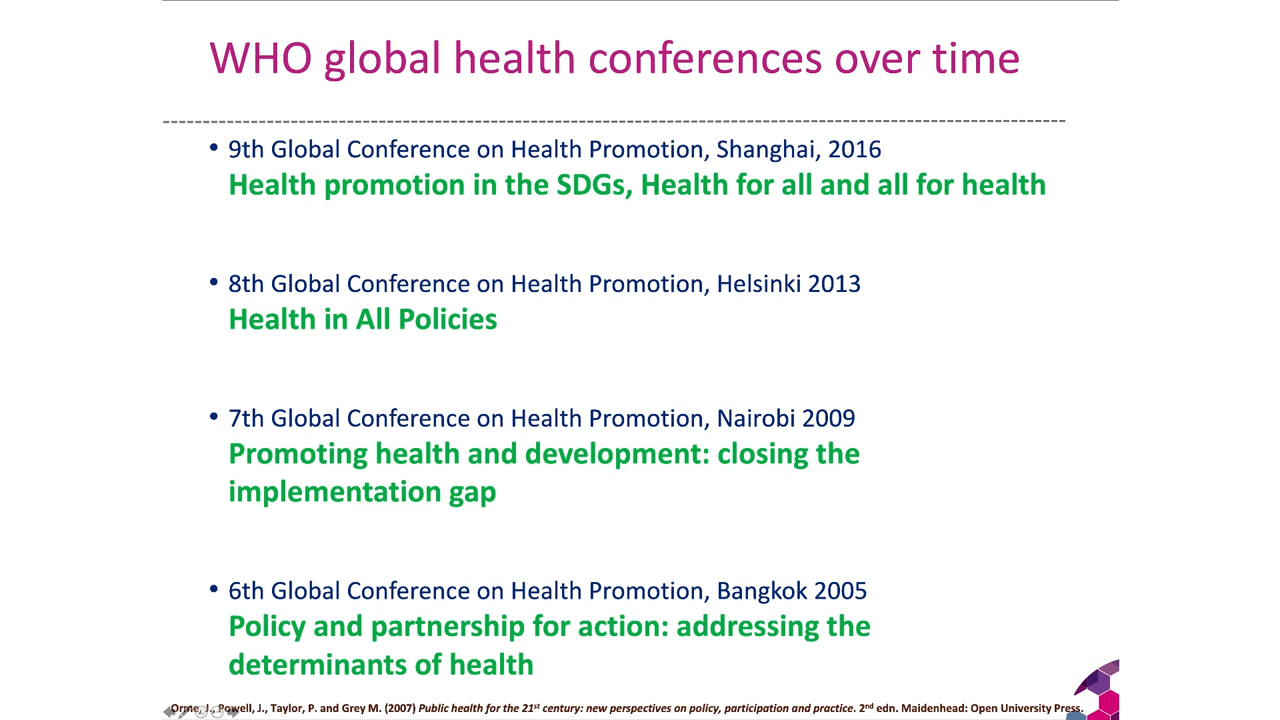 WHO global health conferences over time
• 9th Global Conference on Health Promotion, Shanghai, 2016
Health promotion in the SDGs, Health for all and all for health
• 8th Global Conference on Health Promotion, Helsinki 2013
Health in All Policies
• 7th Global Conference on Health Promotion, Nairobi 2009
Promoting health and development: closing the
implementation gap
• 6th Global Conference on Health Promotion, Bangkok 2005
Policy and partnership for action: addressing the
determinants of health
Orme, J., Powell, J., Taylor, P. and Grey M. (2007) Public health for the 21st century: new perspectives on policy, participation and practice. 2nd edn. Maidenhead: Open University Press.